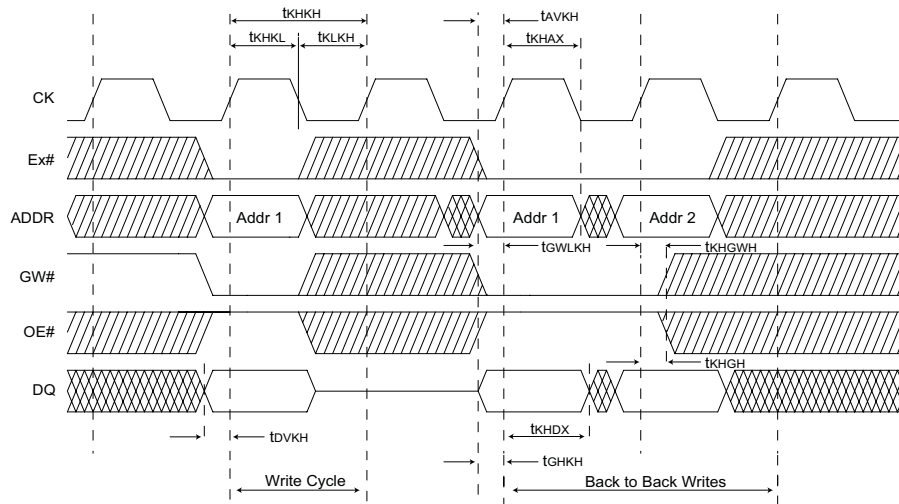 tKHKH
tAVKH
tKHKL tKLKH
tKHAX
CK
Ex#
ADDR
Addr 1
Addr 1
Addr 2
tGWLKH
tKHGWH
GW#
OE#
tKHGH
DQ
tDVKH
tKHDX
tGHKH
Write Cycle
Back to Back Writes